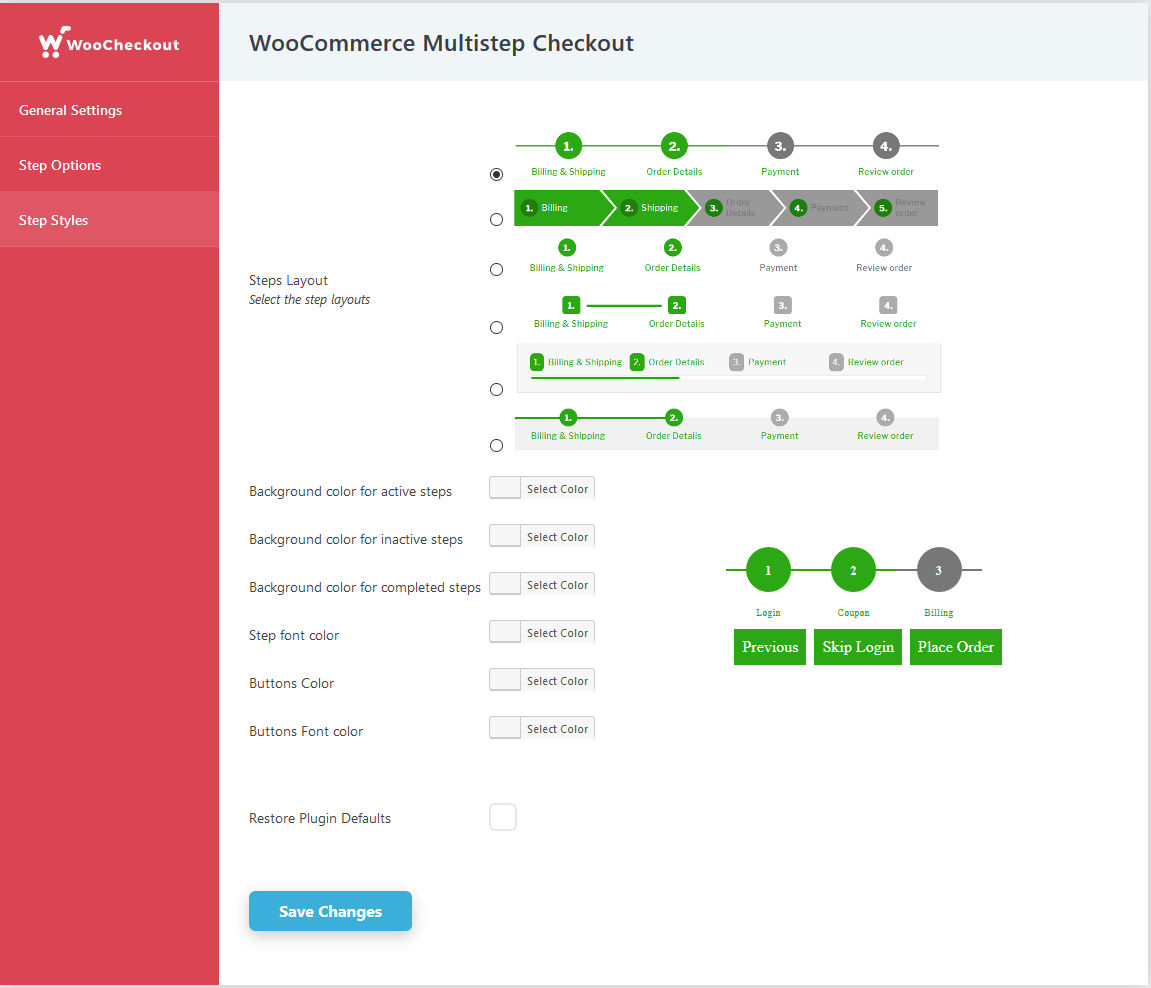 WooCheckout
WooCommerce Multistep Checkout
General Settings
Step Options
Step Styles
1. 2. 3. 4.
Billing & Shipping Order Details Payment Review order
1. Billing 2. Shipping 3. Order Details 4. Payment 5. Review order
1. 2. 3. 4.
Billing & Shipping Order Details Payment Review order
Steps Layout
Select the step layouts
1. 2. 3. 4.
Billing & Shipping Order Details Payment Review order
1. Billing & Shipping 2. Order Details 3. Payment 4. Review order
1. 2. 3. 4.
Billing & Shipping Order Details Payment Review order
Background color for active steps Select Color
Background color for inactive steps Select Color
Background color for completed steps Select Color
Step font color Select Color
Buttons Color Select Color
Buttons Font color Select Color
1 2 3
Login Coupon Billing
Previous Skip Login Place Order
Restore Plugin Defaults
Save Changes